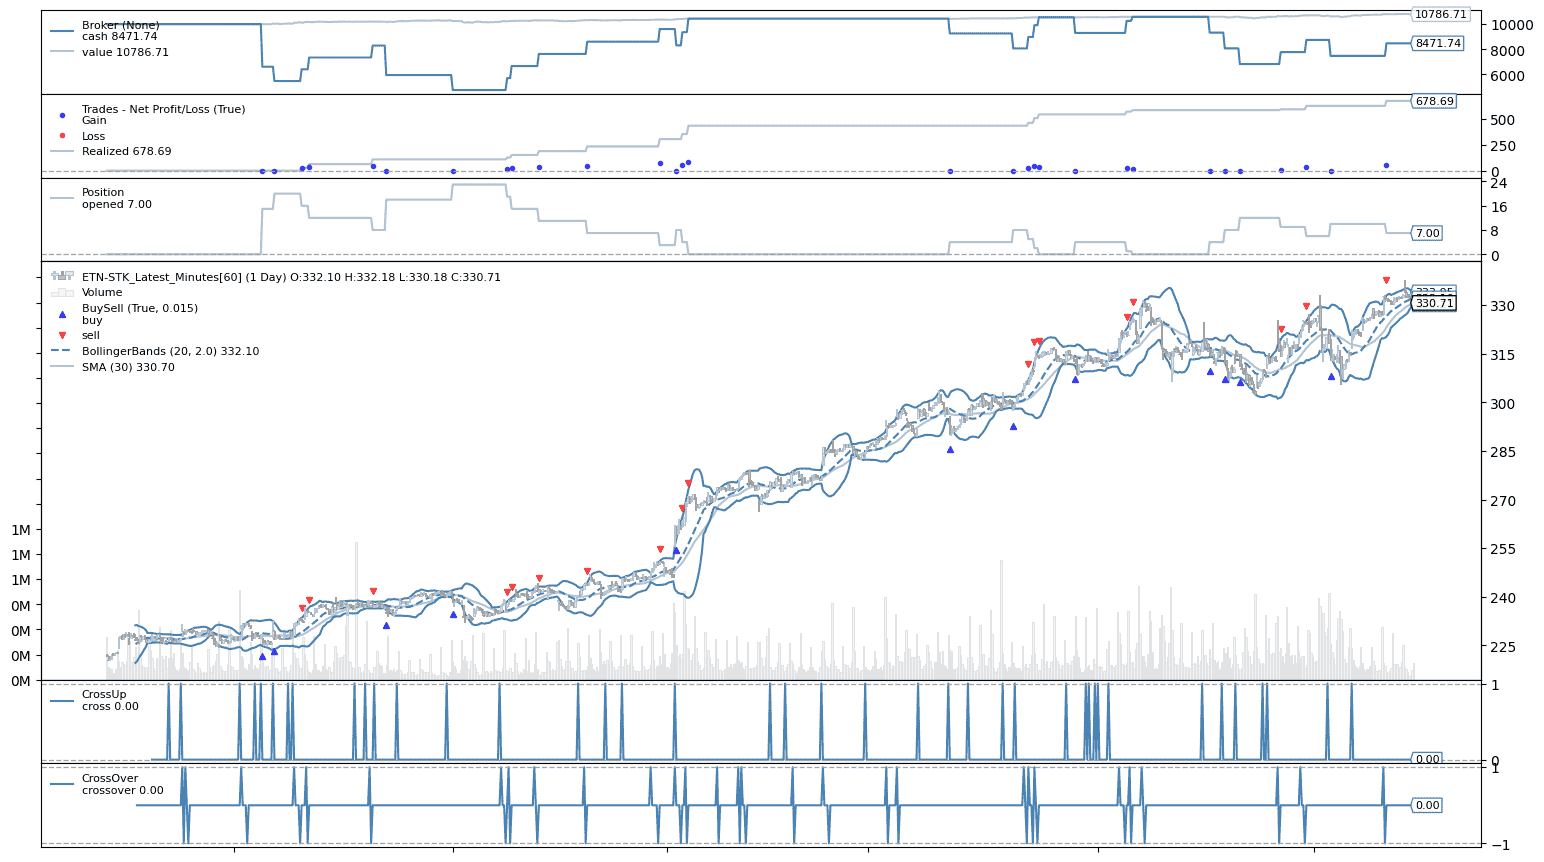 Broker (None)
cash 8471.74
value 10786.71
10786.71
8471.74
10000
8000
6000
Trades - Net Profit/Loss (True)
Gain
Loss
Realized 678.69
678.69
500
250
0
Position
opened 7.00
24
16
8
7.00
0
ETN-STK_Latest_Minutes[60] (1 Day) O:332.10 H:332.18 L:330.18 C:330.71
Volume
BuySell (True, 0.015)
buy
sell
BollingerBands (20, 2.0) 332.10
SMA (30) 330.70
330.71
330
315
300
285
270
255
240
225
1M
1M
1M
0M
0M
0M
0M
CrossUp
cross 0.00
1
0.00
0
CrossOver
crossover 0.00
1
0.00
−1